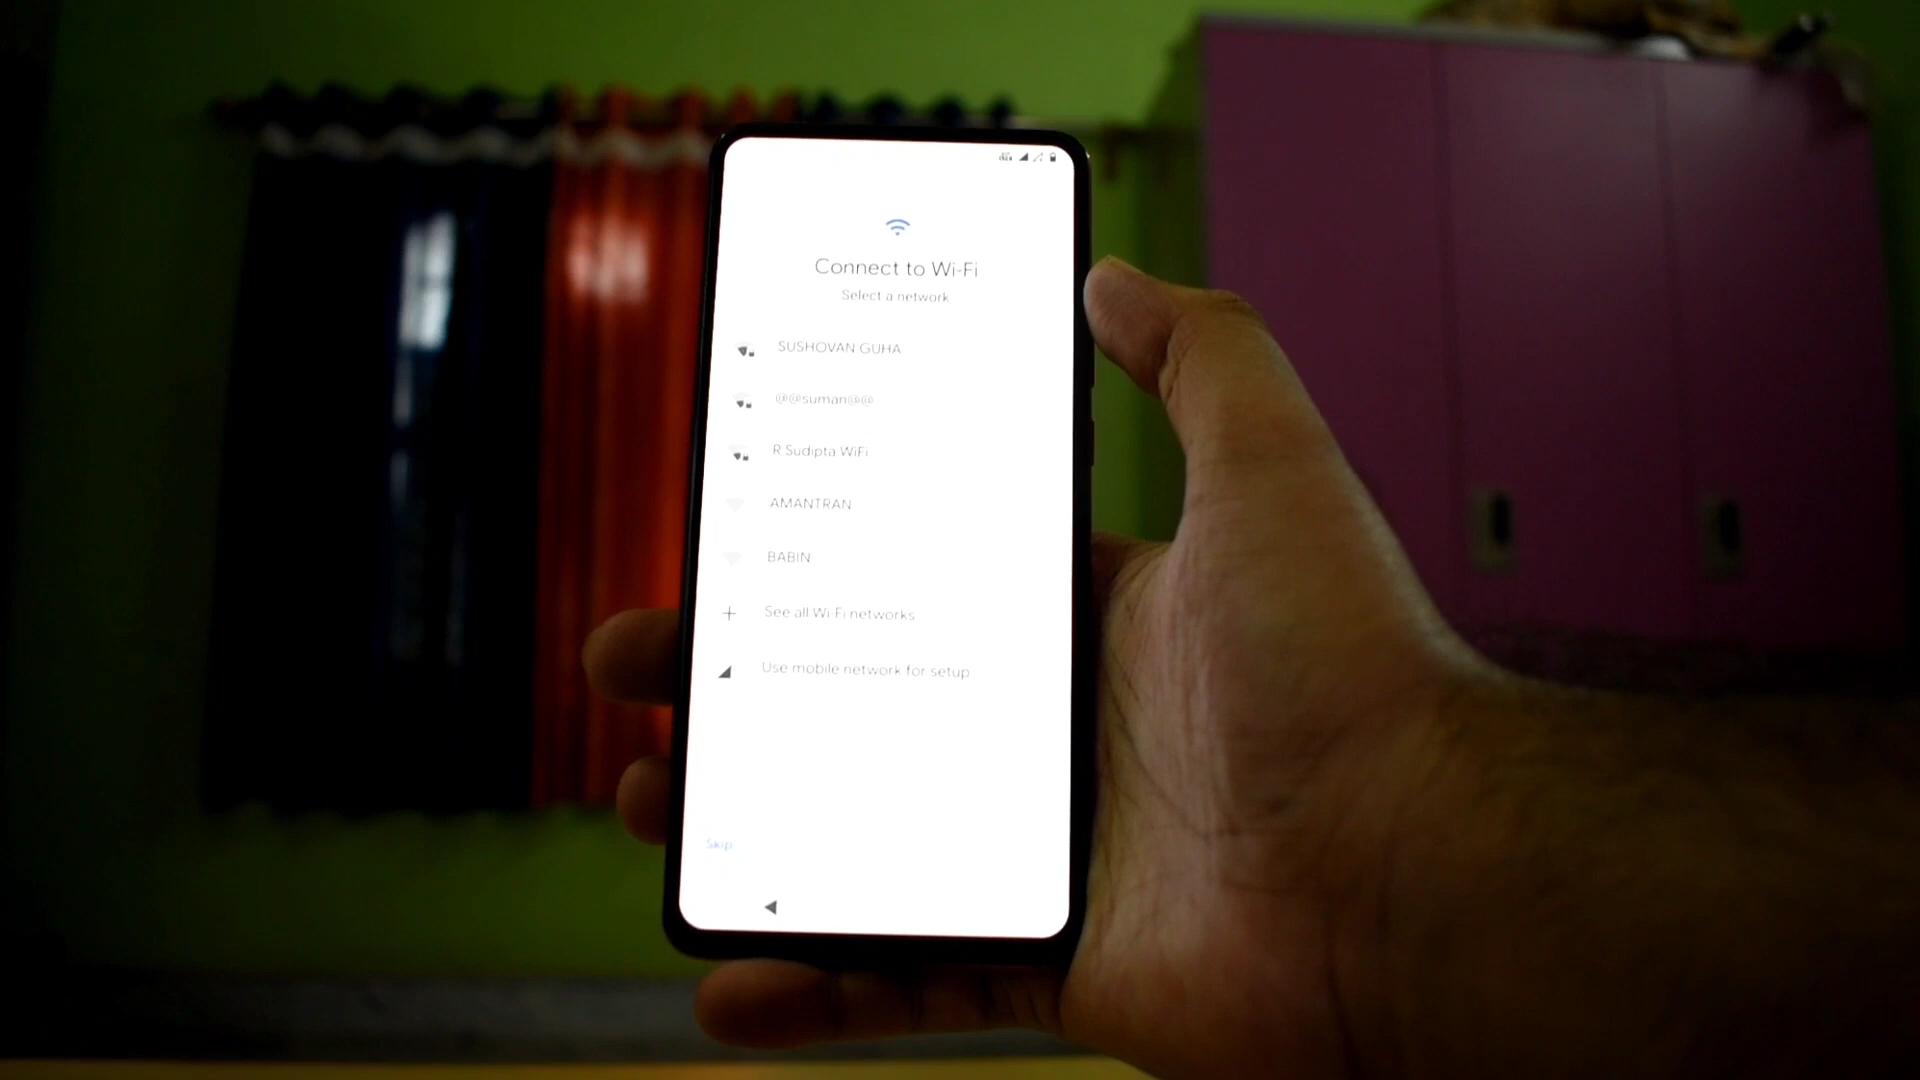 Connect to Wi-Fi
Select a network
SUSHOVAN GUHA
@@suman@@
R Sudipta WiFi
AMANTRAN
BABIN
See all Wi-Fi networks
Use mobile network for setup
Skip